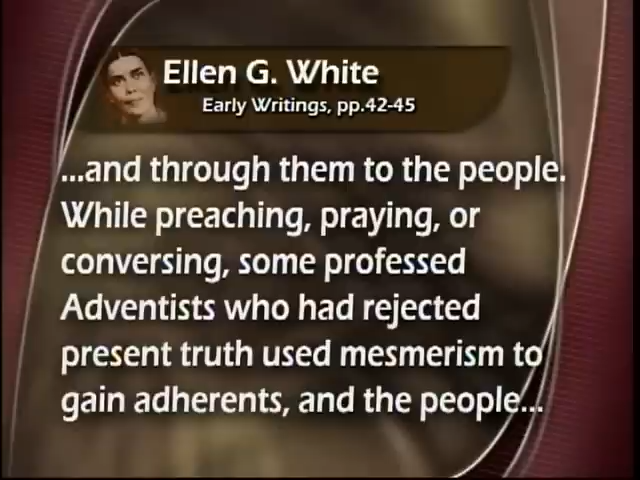 Ellen G. White
Early Writings, pp.42-45
...and through them to the people.
While preaching, praying, or
conversing, some professed
Adventists who had rejected
present truth used mesmerism to
gain adherents, and the people...